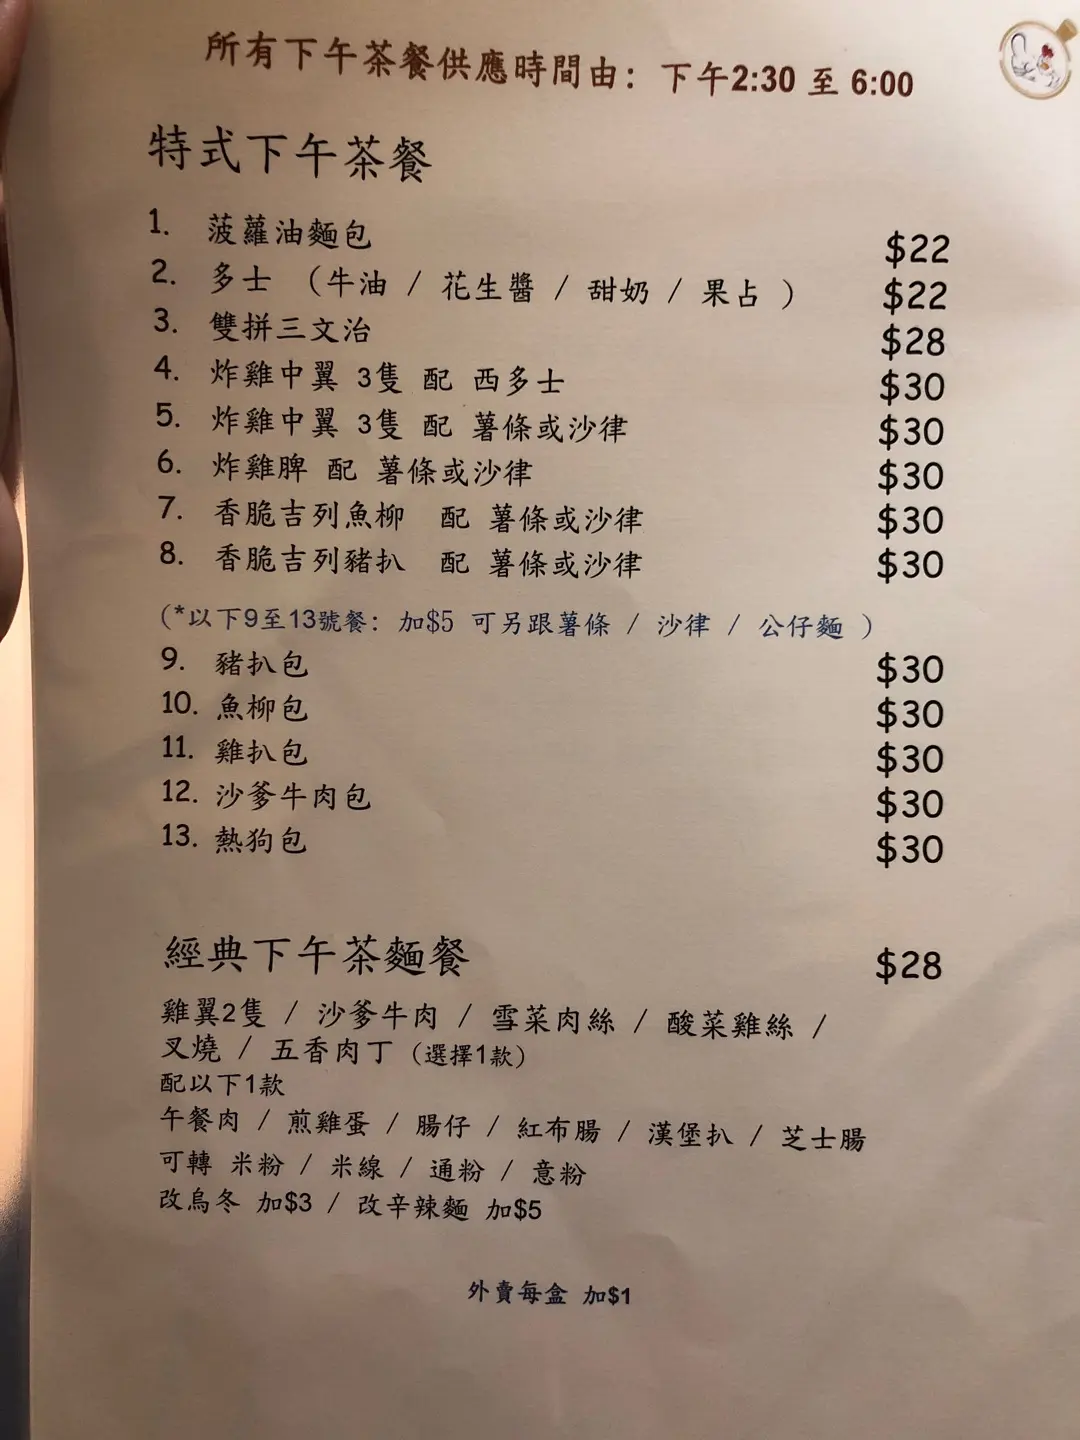 所有下午茶餐供應時間由：下午2:30 至 6:00
特式下午茶餐
1. 菠蘿油麵包 $22
2. 多士 （牛油 / 花生醬 / 甜奶 / 果占 ） $22
3. 雙拼三文治 $28
4. 炸雞中翼 3隻 配 西多士 $30
5. 炸雞中翼 3隻 配 薯條或沙律 $30
6. 炸雞脾 配 薯條或沙律 $30
7. 香脆吉列魚柳 配 薯條或沙律 $30
8. 香脆吉列豬扒 配 薯條或沙律 $30
（*以下9至13號餐：加$5 可另跟薯條 / 沙律 / 公仔麵 ）
9. 豬扒包 $30
10. 魚柳包 $30
11. 雞扒包 $30
12. 沙爹牛肉包 $30
13. 熱狗包 $30
經典下午茶麵餐 $28
雞翼2隻 / 沙爹牛肉 / 雪菜肉絲 / 酸菜雞絲 /
叉燒 / 五香肉丁（選擇1款）
配以下1款
午餐肉 / 煎雞蛋 / 腸仔 / 紅布腸 / 漢堡扒 / 芝士腸
可轉 米粉 / 米線 / 通粉 / 意粉
改烏冬 加$3 / 改辛辣麵 加$5
外賣每盒 加$1